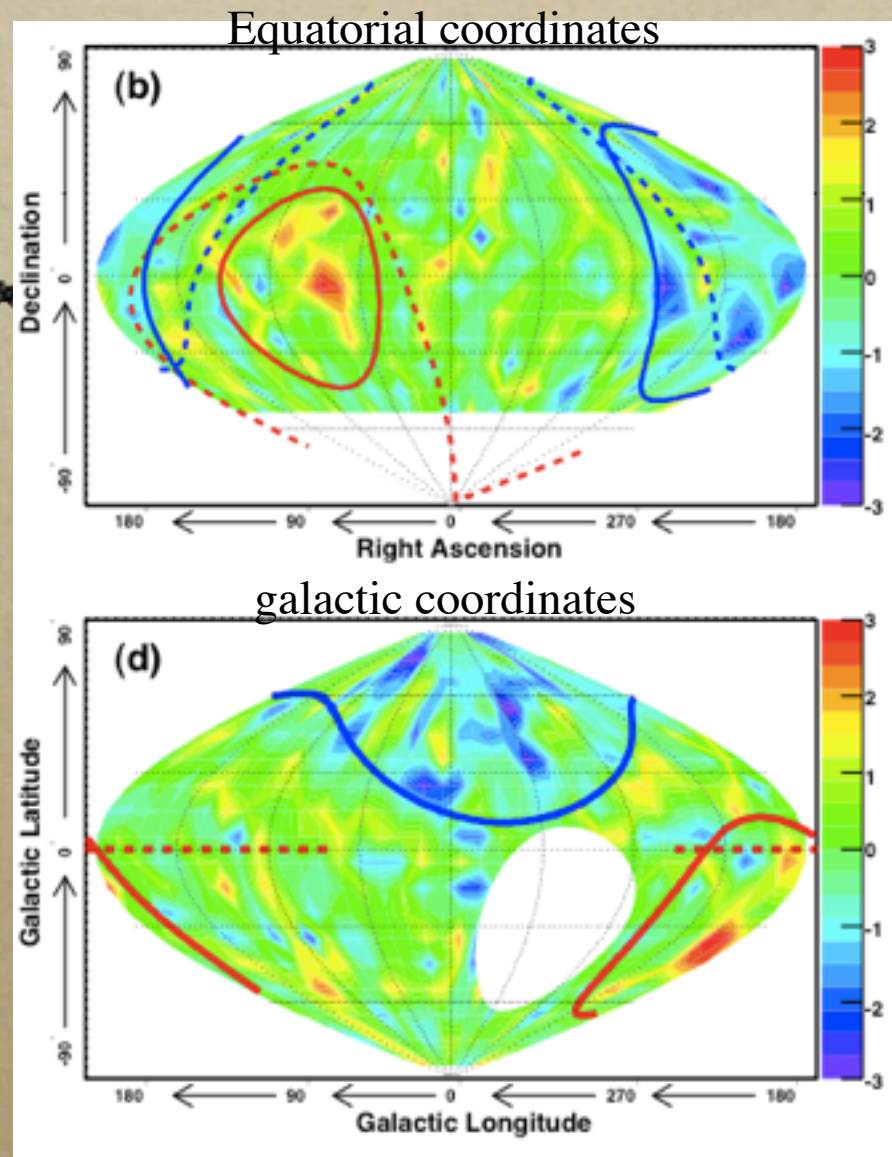 Equatorial coordinates
(b)
90
0
-90
Declination
180 90 0 270 180
Right Ascension
3
2
1
0
-1
-2
-3
galactic coordinates
(d)
90
0
-90
Galactic Latitude
180 90 0 270 180
Galactic Longitude
3
2
1
0
-1
-2
-3